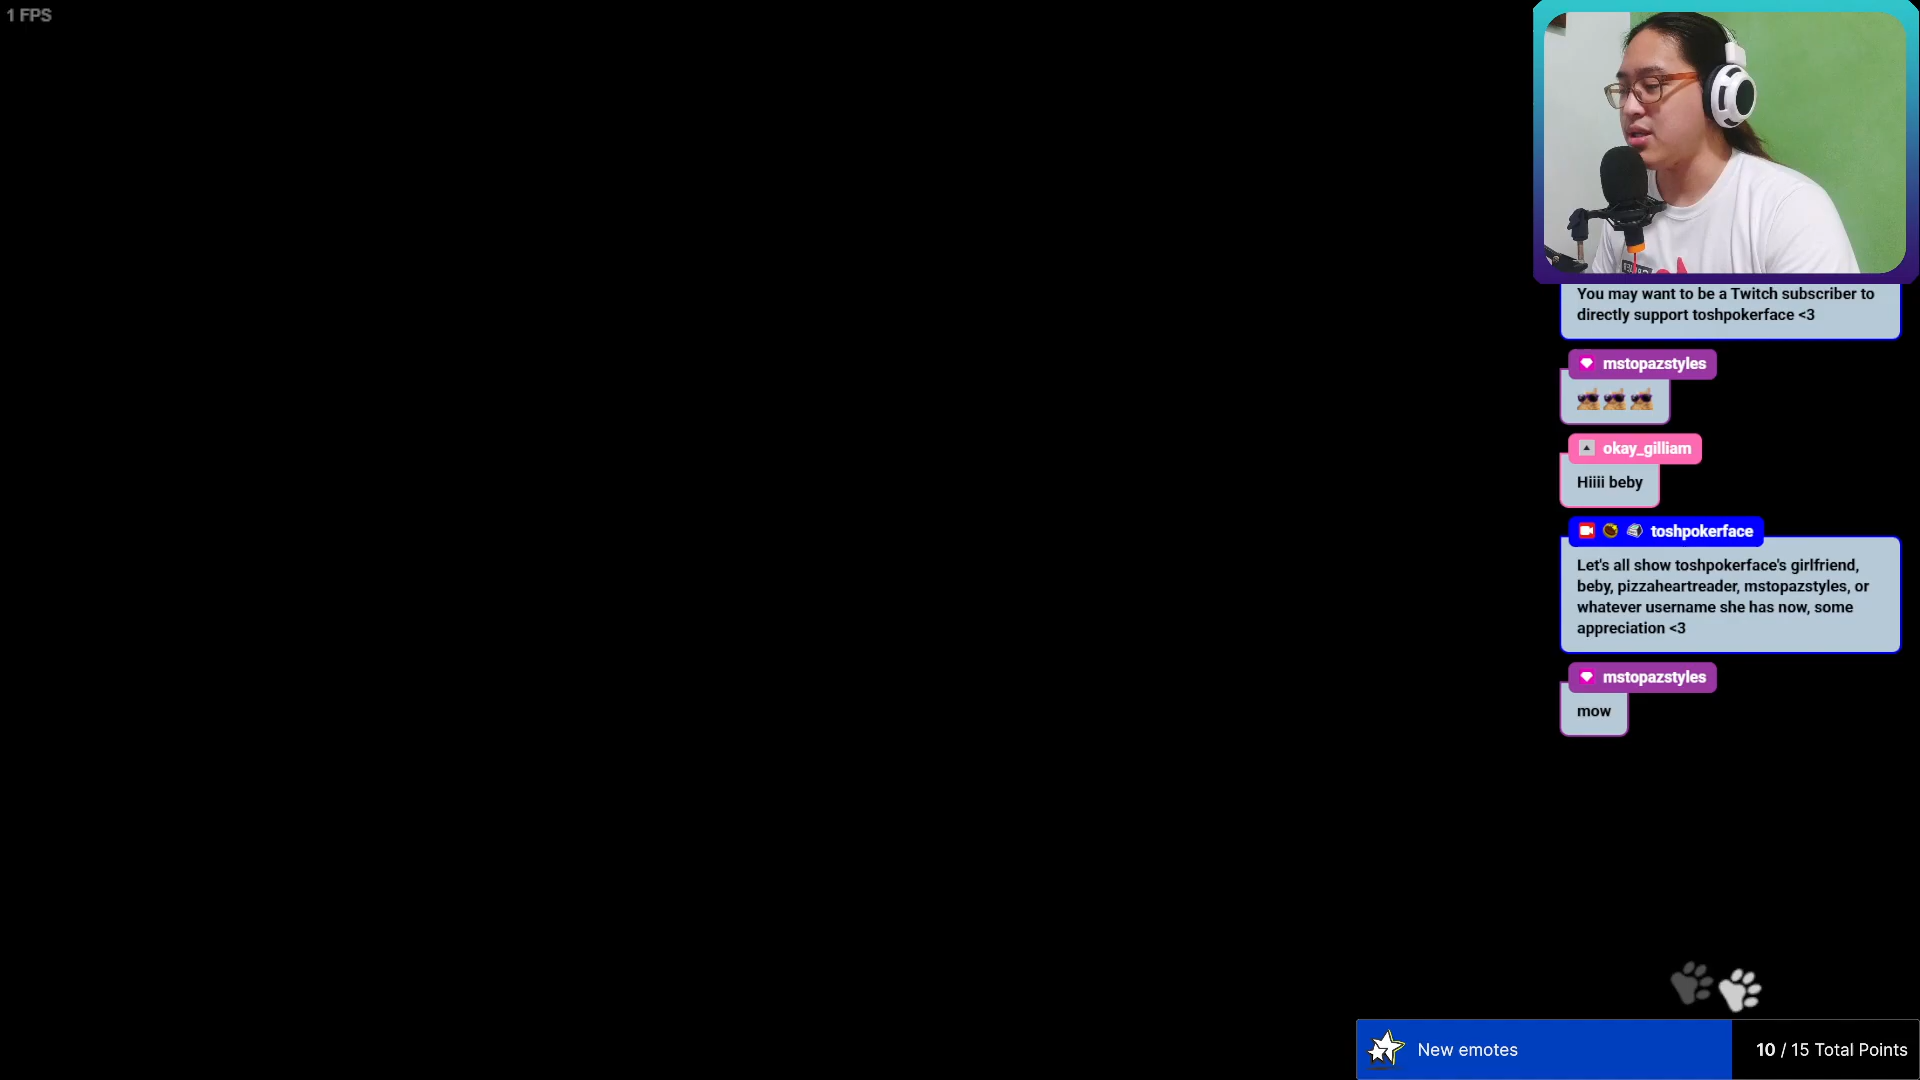 1 FPS
You may want to be a Twitch subscriber to
directly support toshpokerface <3
mstopazstyles
okay_gilliam
Hiiii beby
toshpokerface
Let's all show toshpokerface's girlfriend,
beby, pizzaheartreader, mstopazstyles, or
whatever username she has now, some
appreciation <3
mstopazstyles
mow
New emotes
10 / 15 Total Points